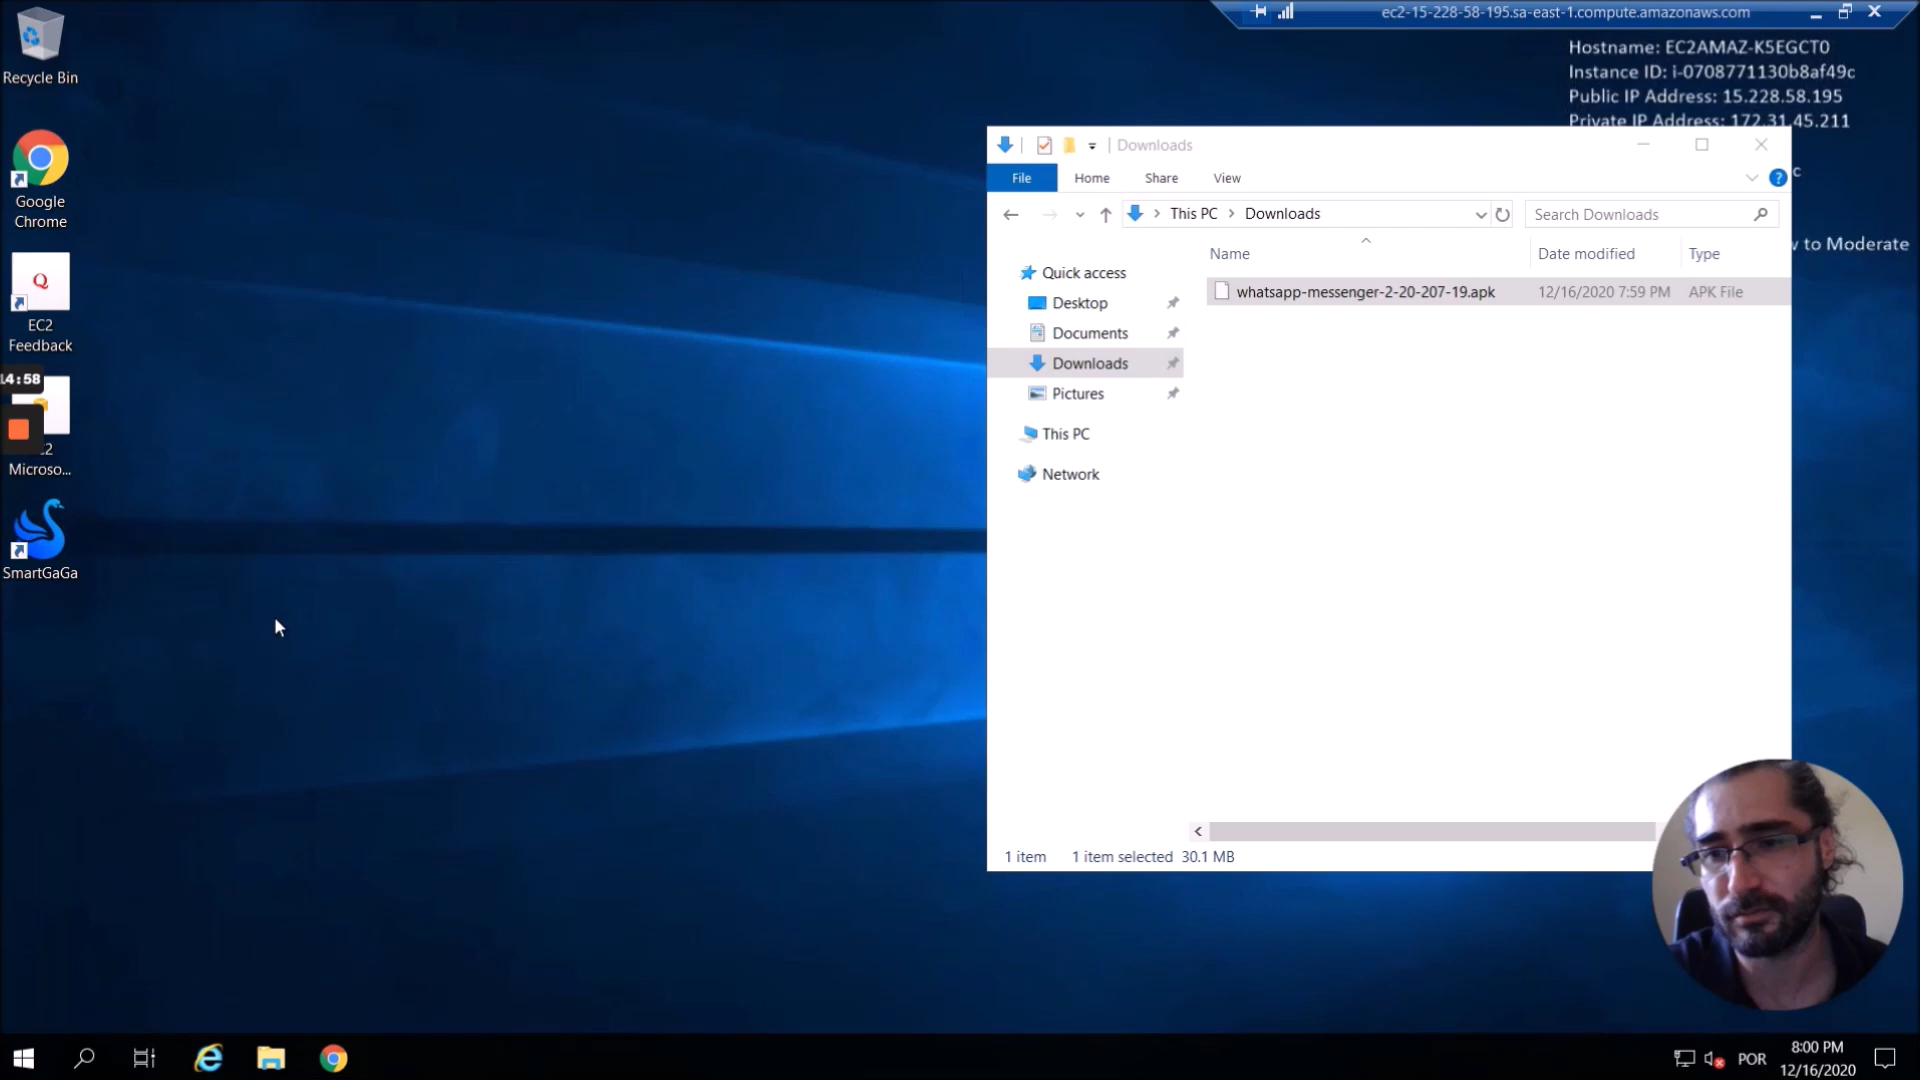 Recycle Bin
Google
Chrome
EC2
Feedback
14:58
Microso...
SmartGaGa
ec2-15-228-58-195.sa-east-1.compute.amazonaws.com
Hostname: EC2AMAZ-K5EGCT0
Instance ID: i-0708771130b8af49c
Public IP Address: 15.228.58.195
Private IP Address: 172.31.45.211
c
to Moderate
Downloads
File Home Share View
This PC Downloads
Search Downloads
Name Date modified Type
whatsapp-messenger-2-20-207-19.apk 12/16/2020 7:59 PM APK File
Quick access
Desktop
Documents
Downloads
Pictures
This PC
Network
1 item 1 item selected 30.1 MB
POR
8:00 PM
12/16/2020